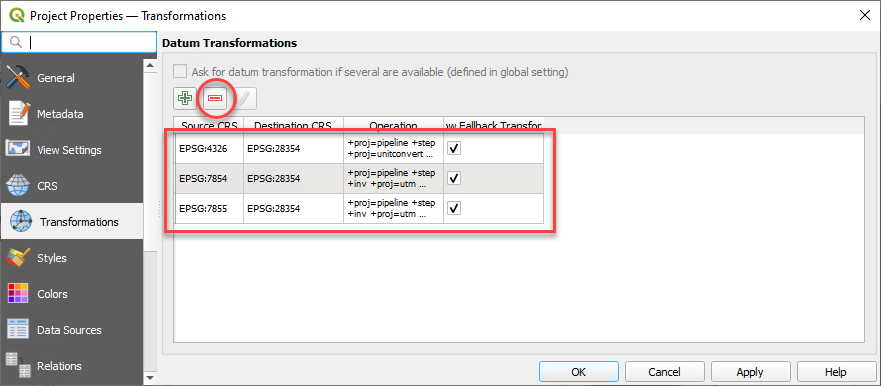 Project Properties — Transformations
General
Metadata
View Settings
CRS
Transformations
Styles
Colors
Data Sources
Relations
Datum Transformations
Ask for datum transformation if several are available (defined in global setting)
Source CRS Destination CRS Operation w Fallback Transfor
EPSG:4326 EPSG:28354 +proj=pipeline +step
+proj=unitconvert ...
EPSG:7854 EPSG:28354 +proj=pipeline +step
+inv +proj=utm ...
EPSG:7855 EPSG:28354 +proj=pipeline +step
+inv +proj=utm ...
OK Cancel Apply Help